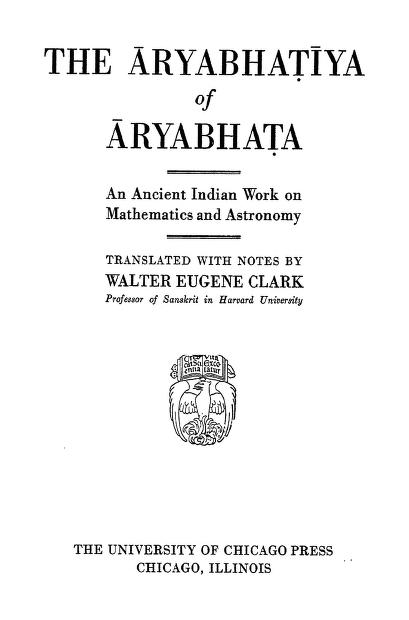 THE ĀRYABHAṬĪYA
of
ĀRYABHAṬA
An Ancient Indian Work on
Mathematics and Astronomy
TRANSLATED WITH NOTES BY
WALTER EUGENE CLARK
Professor of Sanskrit in Harvard University
THE UNIVERSITY OF CHICAGO PRESS
CHICAGO, ILLINOIS